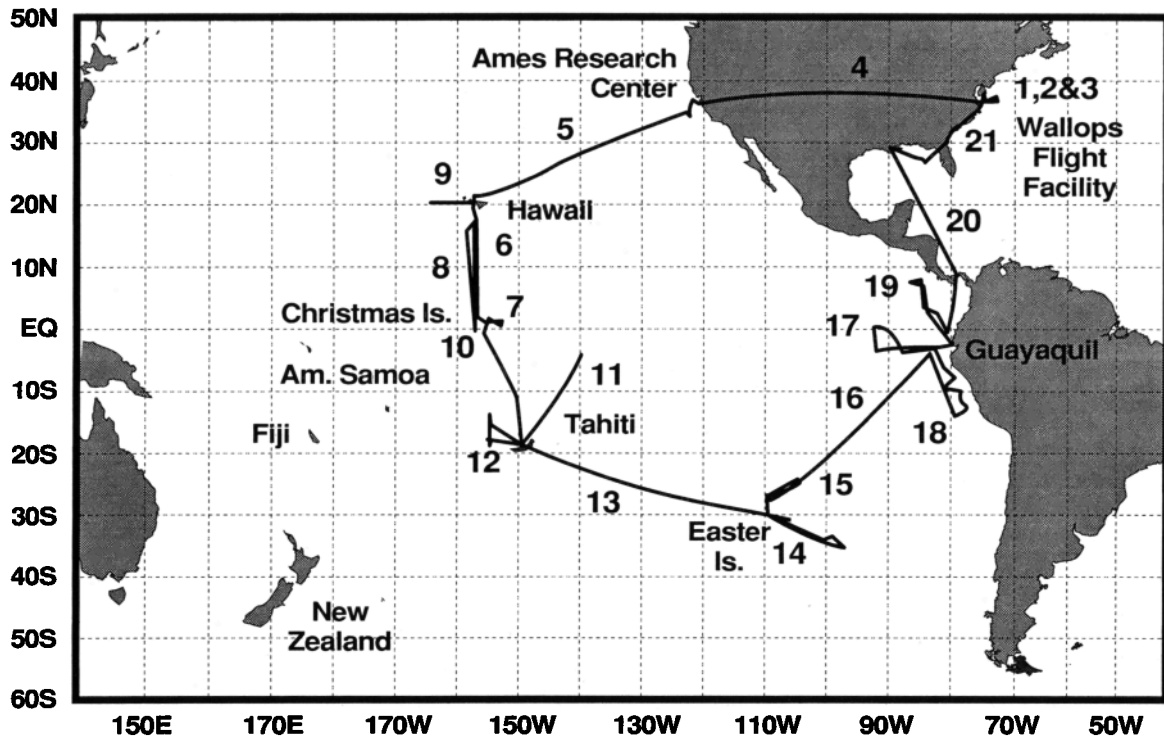 50N
40N
30N
20N
10N
EQ
10S
20S
30S
40S
50S
60S
Ames Research
Center
4
1,2&3
Wallops
Flight
Facility
5
21
9
Hawaii
20
6
8
7
19
Christmas Is.
17
10
Guayaquil
Am. Samoa
11
16
Fiji
Tahiti
18
12
15
13
Easter
Is.
14
New
Zealand
150E
170E
170W
150W
130W
110W
90W
70W
50W